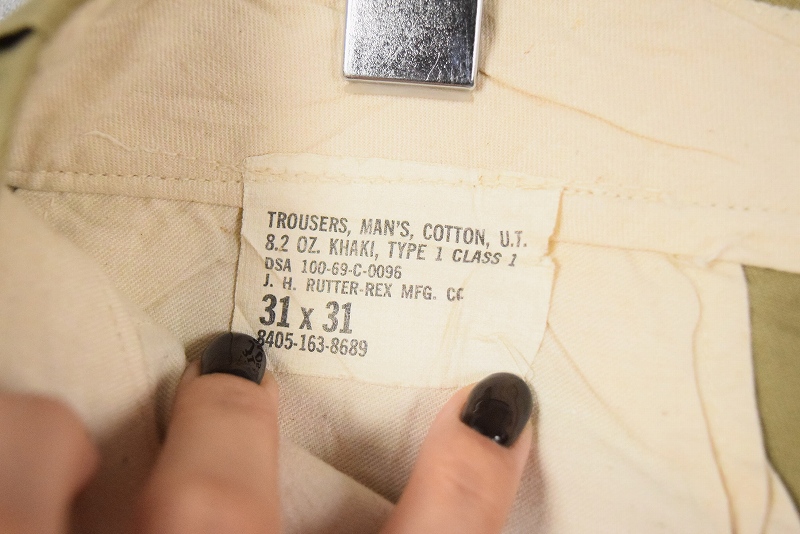 TROUSERS, MAN'S, COTTON, U.T.
8.2 OZ. KHAKI, TYPE 1 CLASS 1
DSA 100-69-C-0096
J. H. RUTTER-REX MFG. CC
31 x 31
8405-163-8689